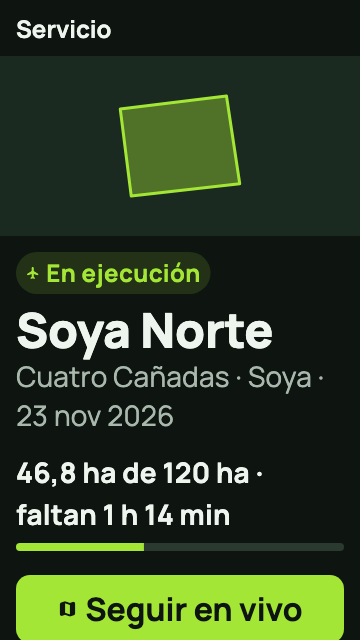 Servicio
En ejecución
Soya Norte
Cuatro Cañadas · Soya ·
23 nov 2026
46,8 ha de 120 ha ·
faltan 1 h 14 min
Seguir en vivo